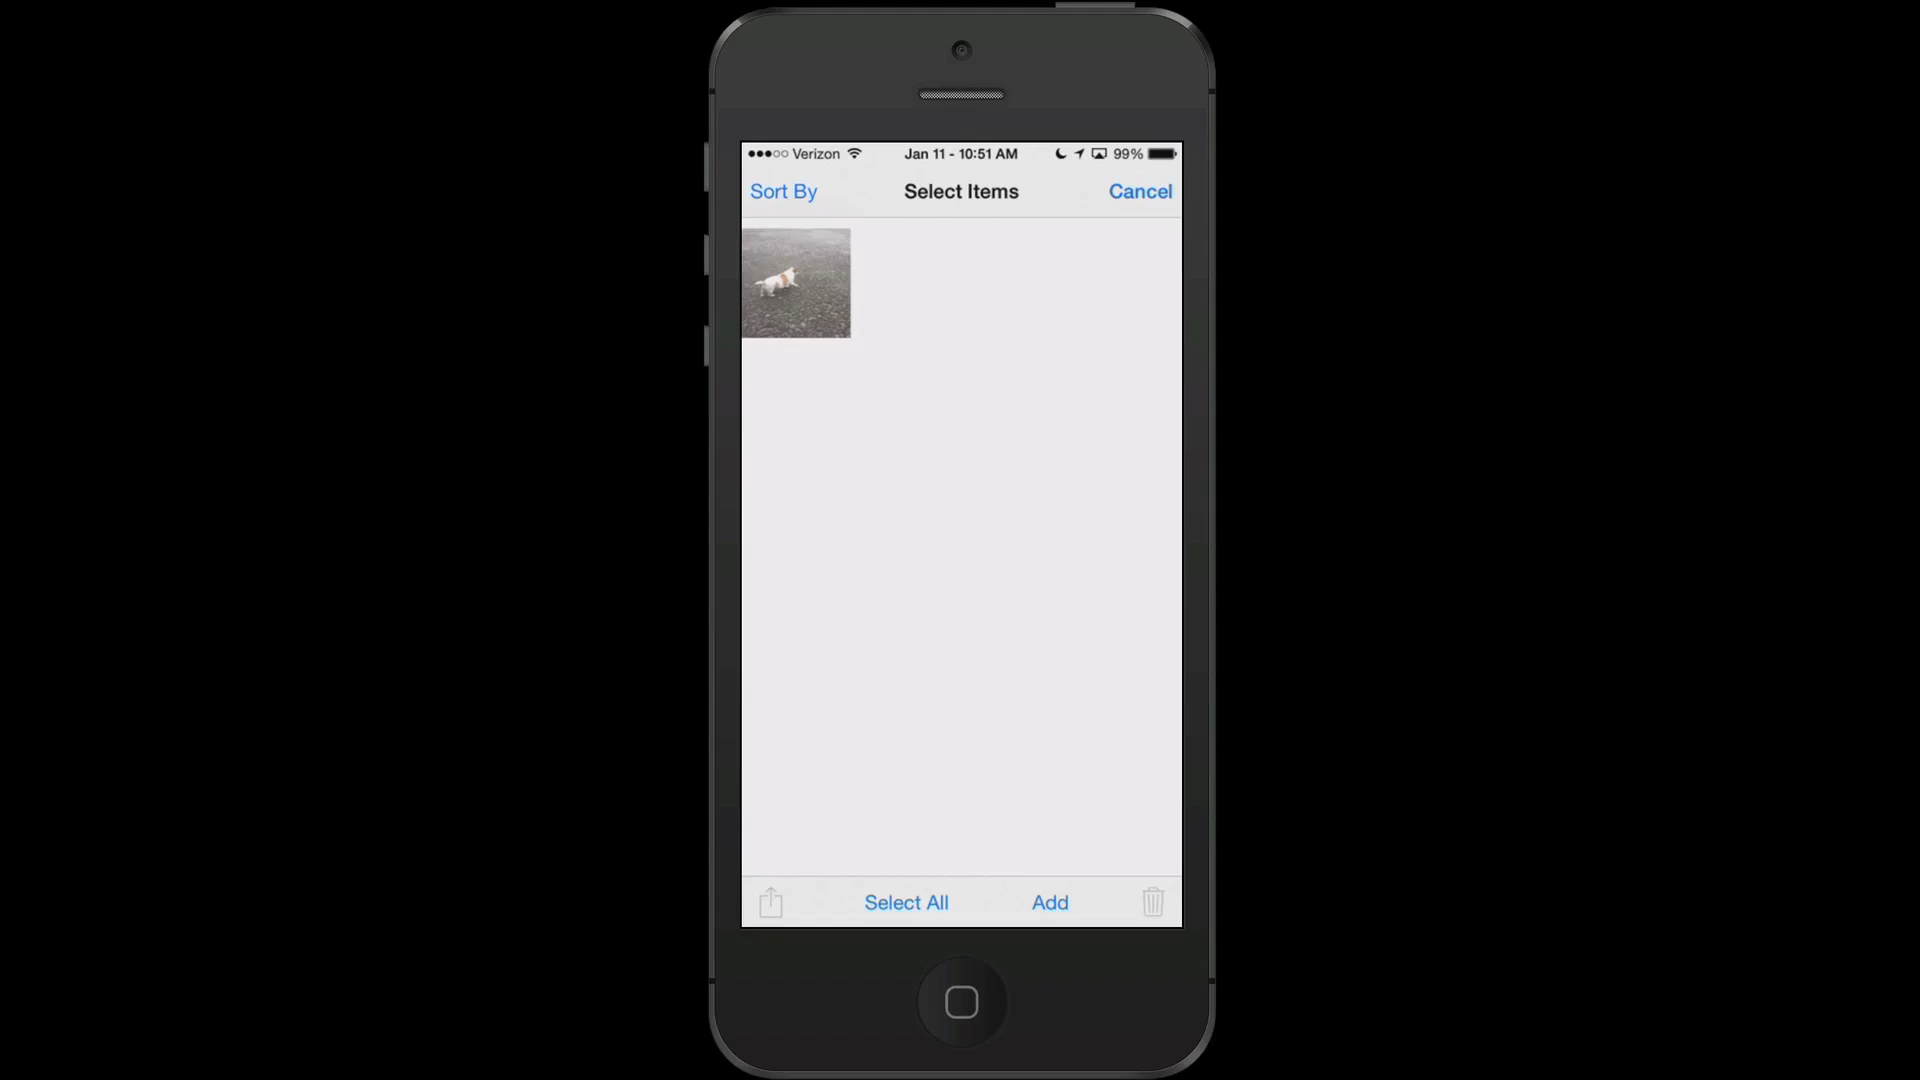 Verizon Jan 11 - 10:51 AM 99%
Sort By Select Items Cancel
Select All Add